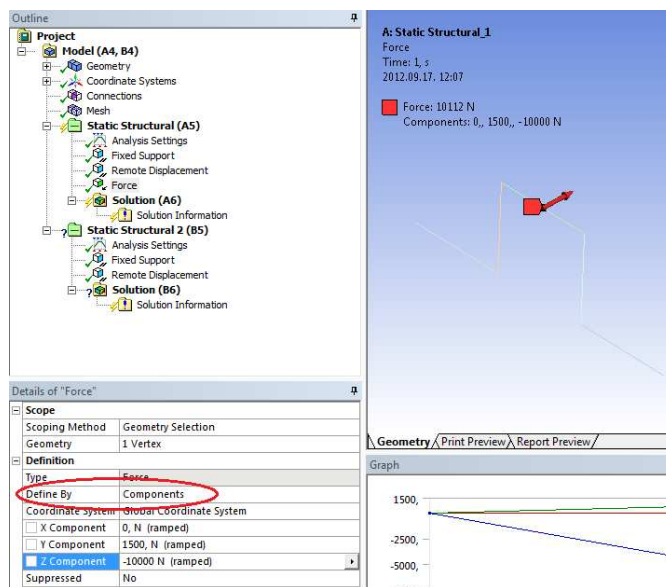 Outline
Project
Model (A4, B4)
Geometry
Coordinate Systems
Connections
Mesh
Static Structural (A5)
Analysis Settings
Fixed Support
Remote Displacement
Force
Solution (A6)
Solution Information
Static Structural 2 (B5)
Analysis Settings
Fixed Support
Remote Displacement
Solution (B6)
Solution Information
A: Static Structural_1
Force
Time: 1, s
2012.09.17. 12:07
Force: 10112 N
Components: 0,, 1500,, -10000 N
Geometry Print Preview Report Preview
Details of "Force"
Scope
Scoping Method Geometry Selection
Geometry 1 Vertex
Definition
Type Force
Define By Components
Coordinate System Global Coordinate System
X Component 0, N (ramped)
Y Component 1500, N (ramped)
Z Component -10000 N (ramped)
Suppressed No
Graph
1500,
-2500,
-5000,